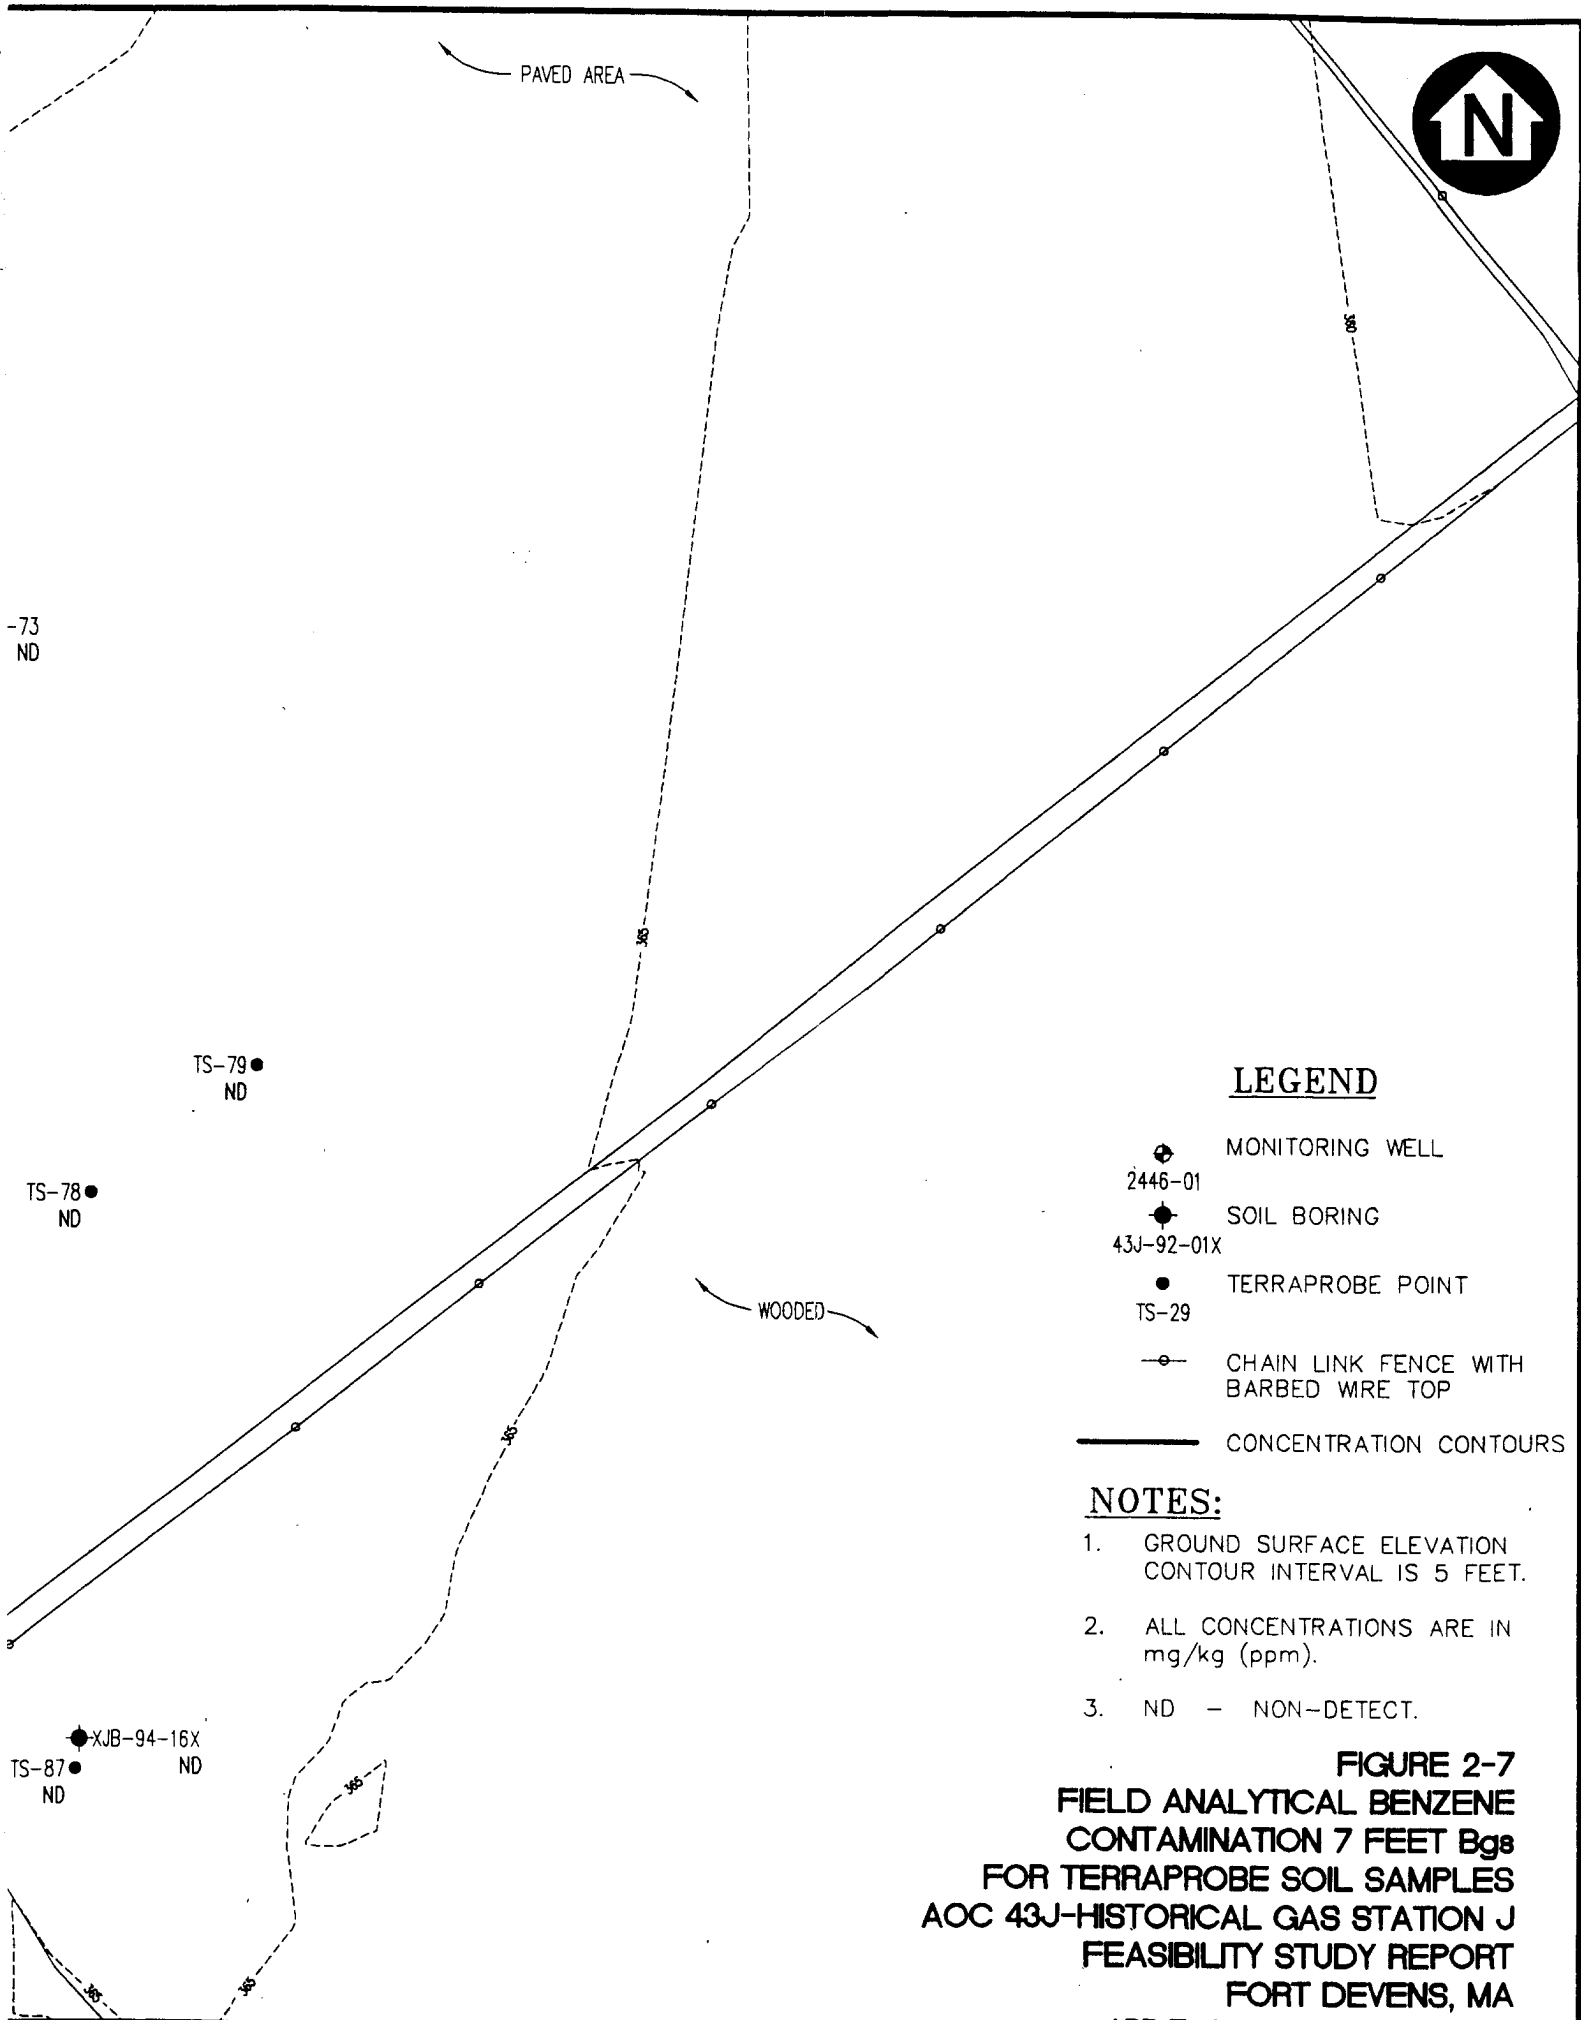 PAVED AREA
N
380
-73
ND
365
TS-79
ND
TS-78
ND
LEGEND
MONITORING WELL
2446-01
SOIL BORING
43J-92-01X
TERRAPROBE POINT
TS-29
CHAIN LINK FENCE WITH
BARBED WIRE TOP
CONCENTRATION CONTOURS
WOODED
365
NOTES:
1. GROUND SURFACE ELEVATION
CONTOUR INTERVAL IS 5 FEET.
2. ALL CONCENTRATIONS ARE IN
mg/kg (ppm).
3. ND - NON-DETECT.
XJB-94-16X
ND
TS-87
ND
365
365
365
FIGURE 2-7
FIELD ANALYTICAL BENZENE
CONTAMINATION 7 FEET Bgs
FOR TERRAPROBE SOIL SAMPLES
AOC 43J-HISTORICAL GAS STATION J
FEASIBILITY STUDY REPORT
FORT DEVENS, MA